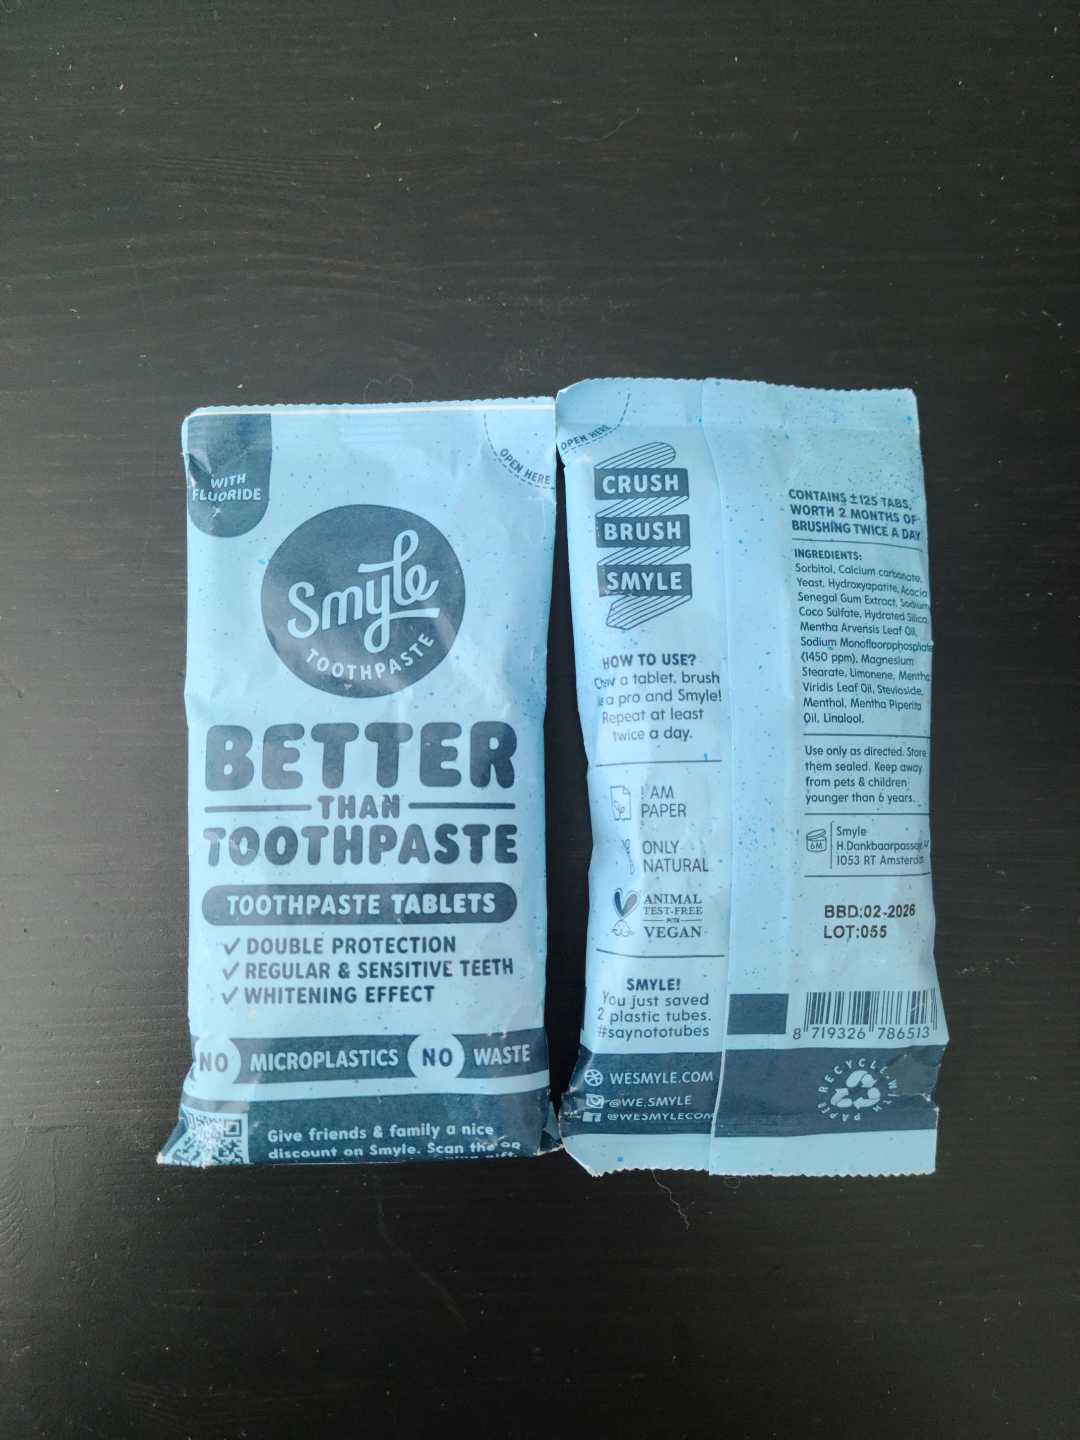 WITH
FLUORIDE
OPEN HERE
Smyle
TOOTHPASTE
BETTER
THAN
TOOTHPASTE
TOOTHPASTE TABLETS
✓ DOUBLE PROTECTION
✓ REGULAR & SENSITIVE TEETH
✓ WHITENING EFFECT
NO MICROPLASTICS NO WASTE
Give friends & family a nice
discount on Smyle. Scan the QR
gift.
OPEN HERE
CRUSH
BRUSH
SMYLE
HOW TO USE?
Chew a tablet, brush
a pro and Smyle!
Repeat at least
twice a day.
I AM
PAPER
ONLY
NATURAL
ANIMAL
TEST-FREE
PETA
VEGAN
SMYLE!
You just saved
2 plastic tubes.
#saynototubes
WESMYLE.COM
@WE.SMYLE
@WESMYLECOM
CONTAINS ±125 TABS,
WORTH 2 MONTHS OF
BRUSHING TWICE A DAY
INGREDIENTS:
Sorbitol, Calcium carbonate,
Yeast, Hydroxyapatite, Acacia
Senegal Gum Extract, Sodium
Coco Sulfate, Hydrated Silica,
Mentha Arvensis Leaf Oil,
Sodium Monofluorophosphate
(1450 ppm), Magnesium
Stearate, Limonene, Mentha
Viridis Leaf Oil, Stevioside,
Menthol, Mentha Piperita
Oil, Linalool.
Use only as directed. Store
them sealed. Keep away
from pets & children
younger than 6 years.
6M
Smyle
H.Dankbaarpassage
1053 RT Amsterdam
BBD:02-2026
LOT:055
8 719326 786513
RECYCLE WITH PAPER